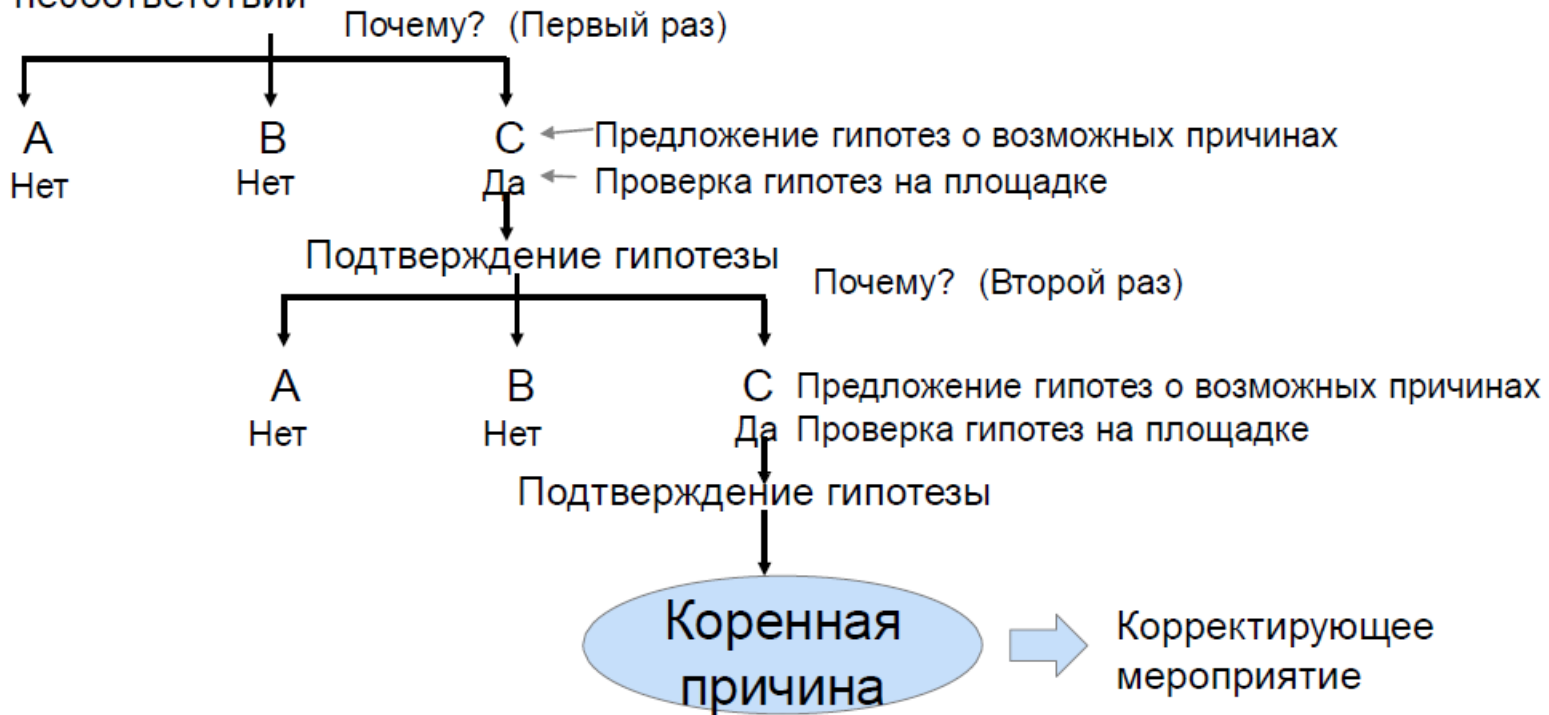 Почему? (Первый раз)
A B C Предложение гипотез о возможных причинах
Нет Нет Да Проверка гипотез на площадке
Подтверждение гипотезы
Почему? (Второй раз)
A B C Предложение гипотез о возможных причинах
Нет Нет Да Проверка гипотез на площадке
Подтверждение гипотезы
Коренная
причина
Корректирующее
мероприятие